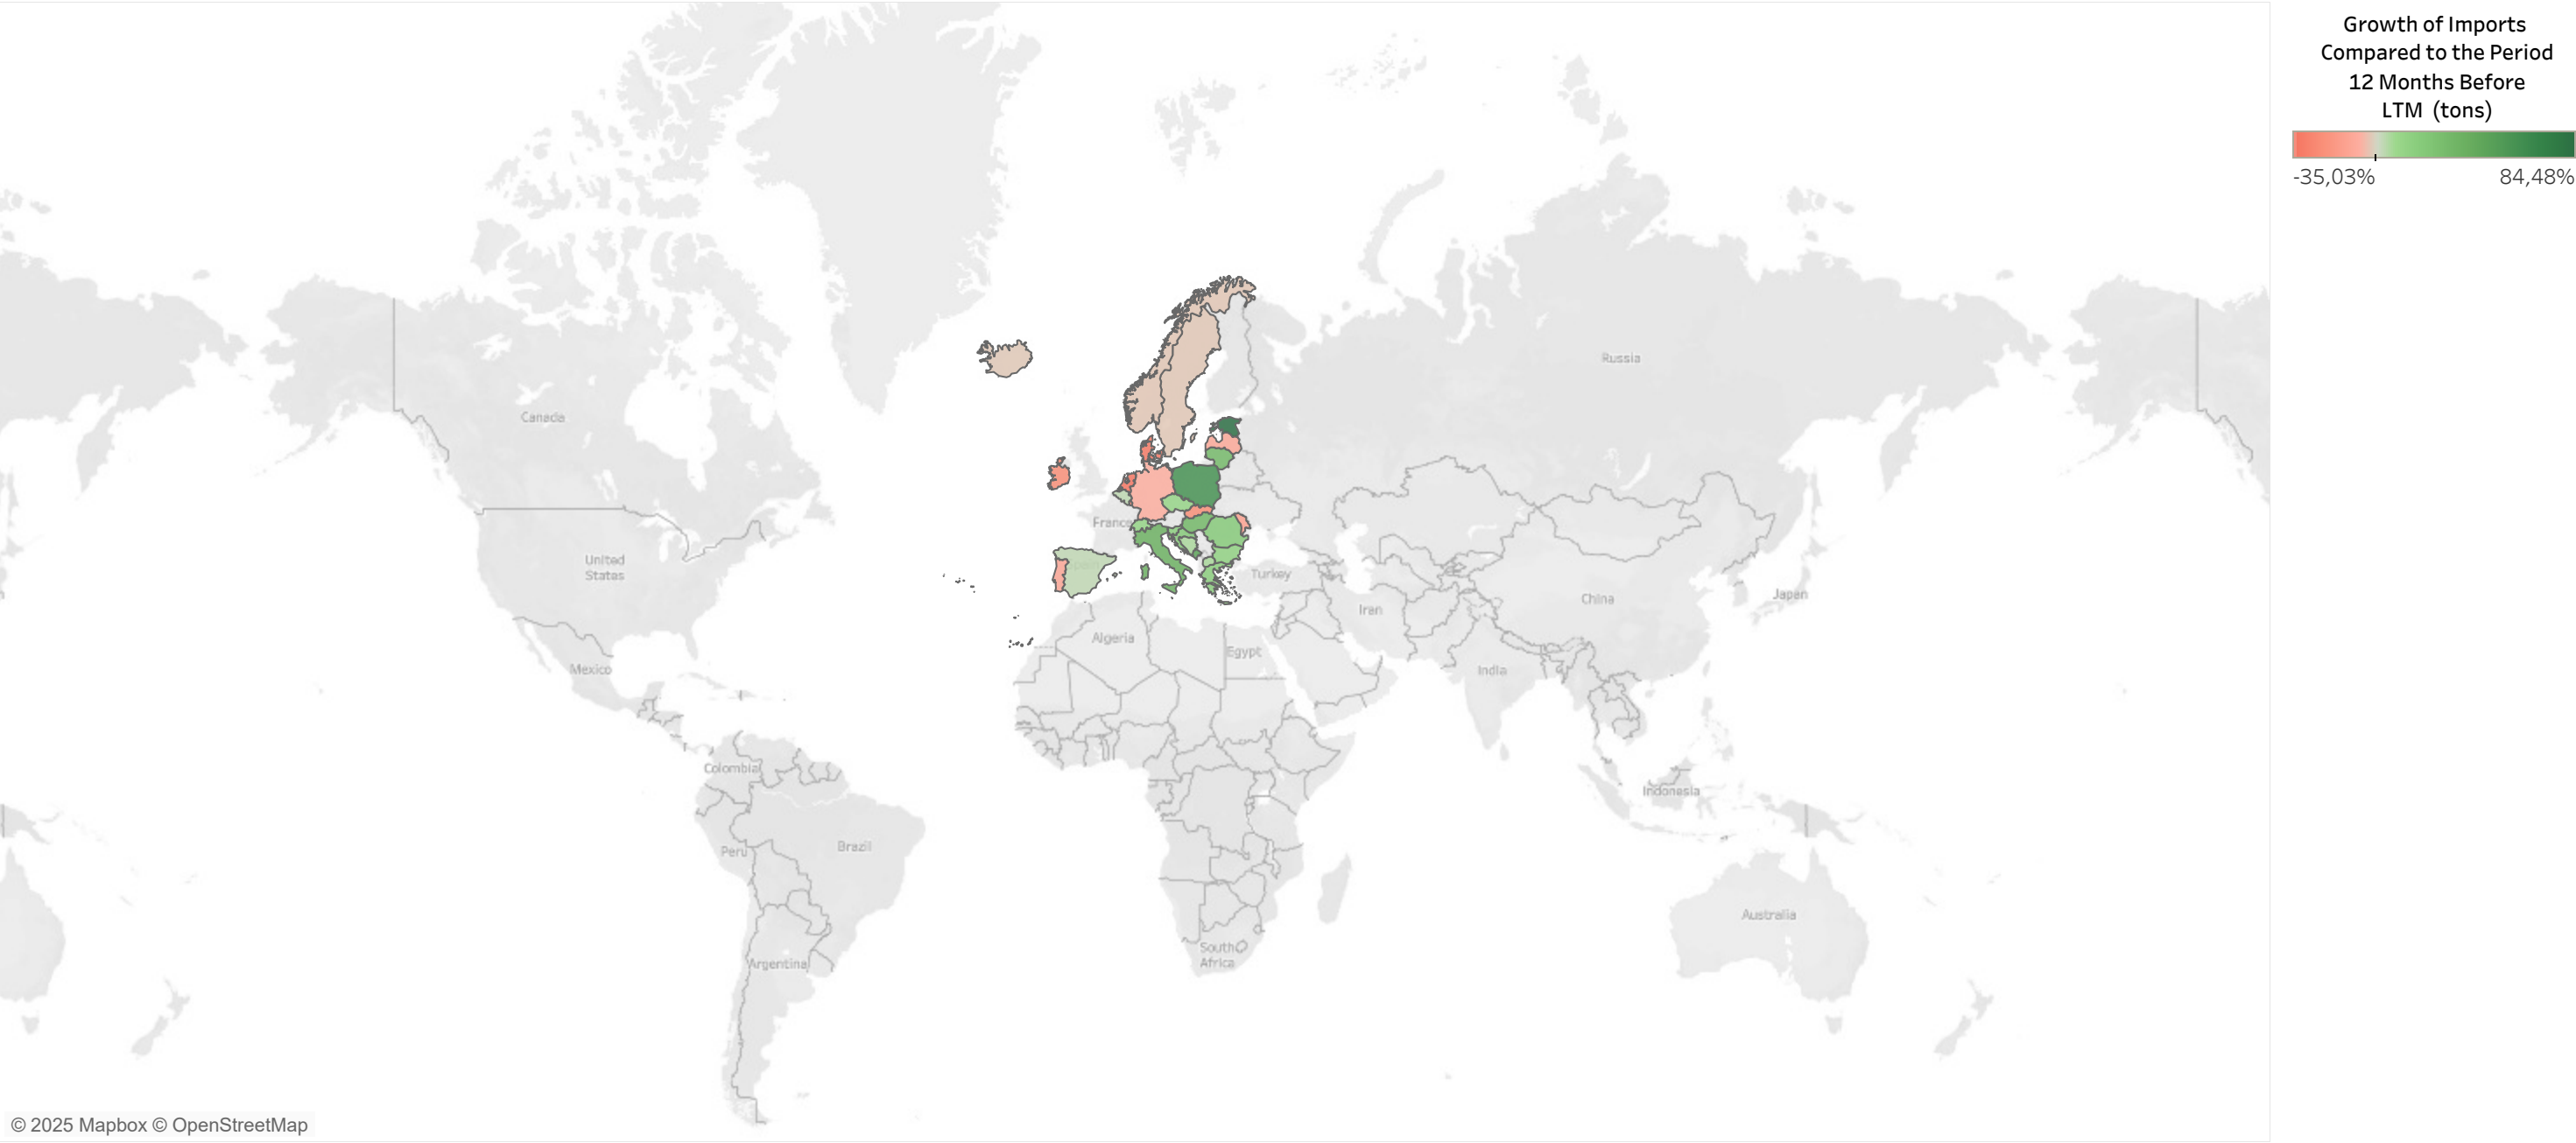 Growth of Imports
Compared to the Period
12 Months Before
LTM (tons)
-35,03%
84,48%
Russia
Canada
France
United
States
Turkey
Iran
China
Japan
Algeria
Egypt
Mexico
India
Colombia
Indonesia
Peru
Brazil
Australia
South
Africa
Argentina
© 2025 Mapbox © OpenStreetMap